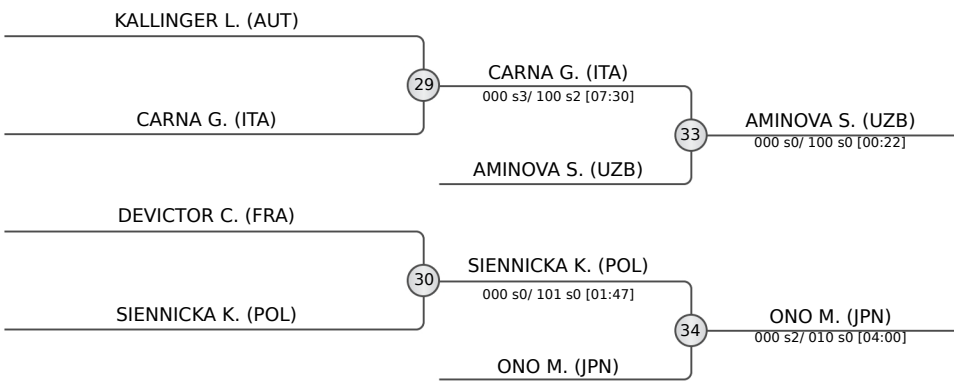 KALLINGER L. (AUT)
29
CARNA G. (ITA)
CARNA G. (ITA)
000 s3/ 100 s2 [07:30]
33
AMINOVA S. (UZB)
AMINOVA S. (UZB)
000 s0/ 100 s0 [00:22]
DEVICTOR C. (FRA)
30
SIENNICKA K. (POL)
SIENNICKA K. (POL)
000 s0/ 101 s0 [01:47]
34
ONO M. (JPN)
ONO M. (JPN)
000 s2/ 010 s0 [04:00]